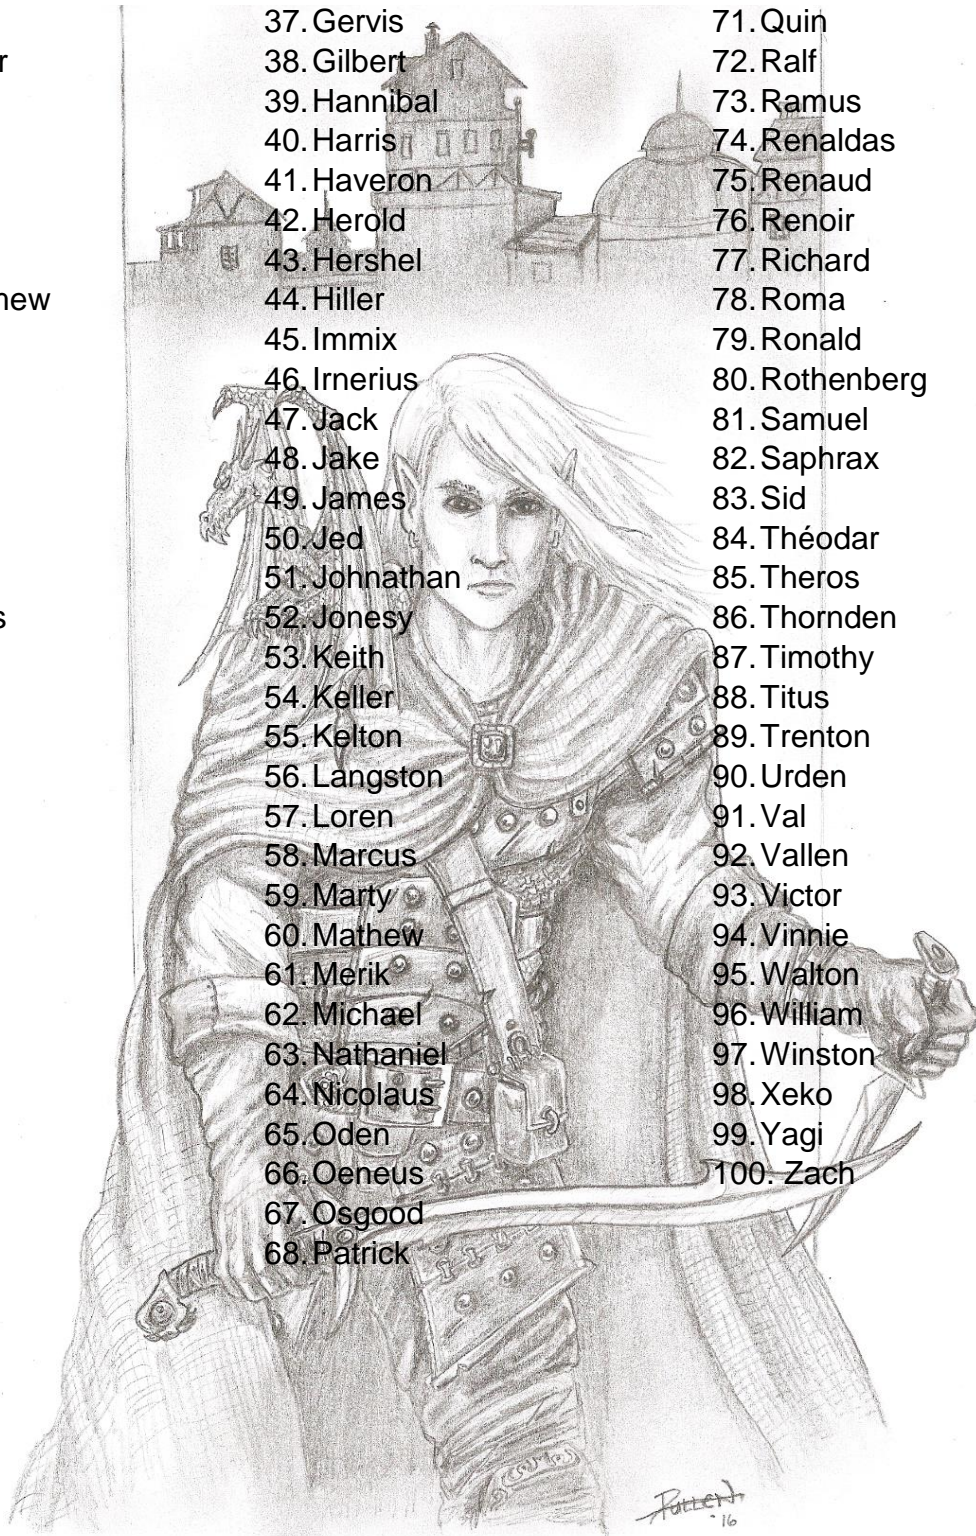 r
new
s
37. Gervis
38. Gilbert
39. Hannibal
40. Harris
41. Haveron
42. Herold
43. Hershel
44. Hiller
45. Immix
46. Irnerius
47. Jack
48. Jake
49. James
50. Jed
51. Johnathan
52. Jonesy
53. Keith
54. Keller
55. Kelton
56. Langston
57. Loren
58. Marcus
59. Marty
60. Mathew
61. Merik
62. Michael
63. Nathaniel
64. Nicolaus
65. Oden
66. Oeneus
67. Osgood
68. Patrick
71. Quin
72. Ralf
73. Ramus
74. Renaldas
75. Renaud
76. Renoir
77. Richard
78. Roma
79. Ronald
80. Rothenberg
81. Samuel
82. Saphrax
83. Sid
84. Théodar
85. Theros
86. Thornden
87. Timothy
88. Titus
89. Trenton
90. Urden
91. Val
92. Vallen
93. Victor
94. Vinnie
95. Walton
96. William
97. Winston
98. Xeko
99. Yagi
100. Zach
PULLEN
'16